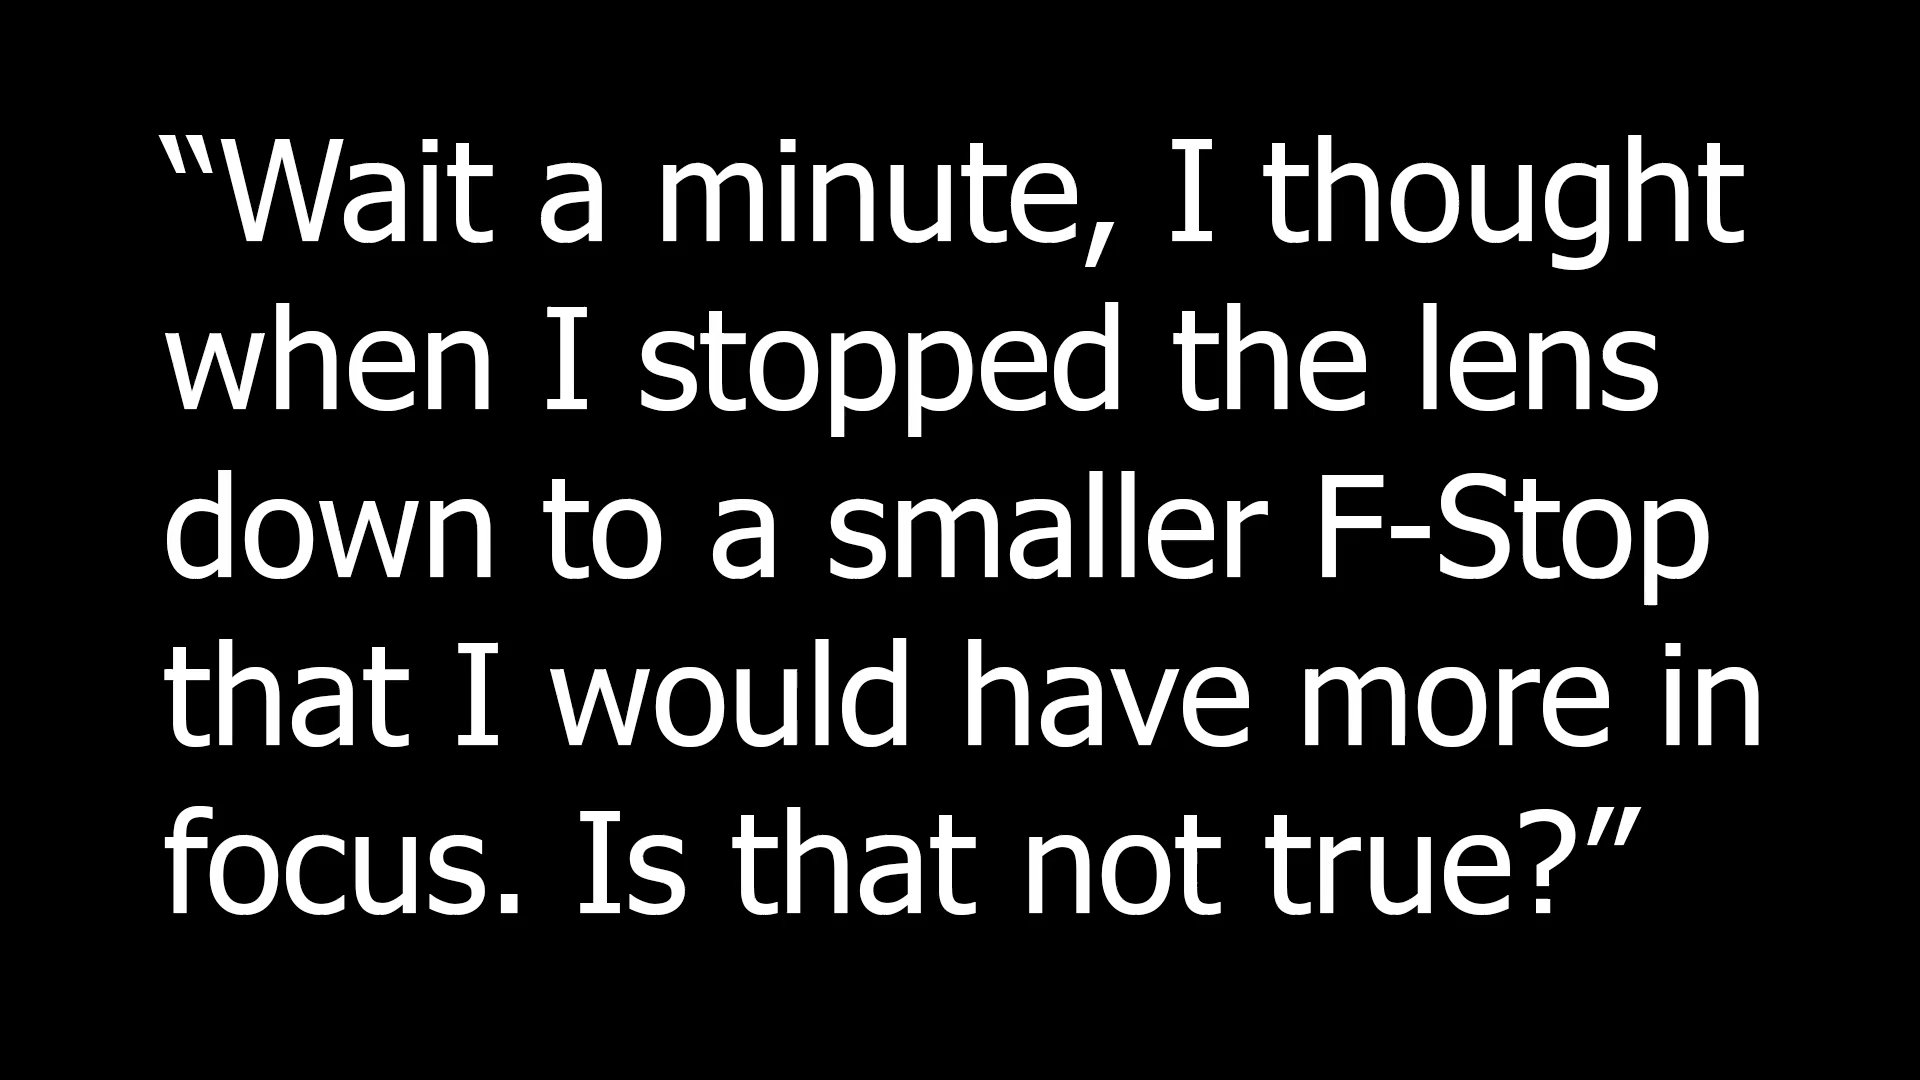 “Wait a minute, I thought
when I stopped the lens
down to a smaller F-Stop
that I would have more in
focus. Is that not true?”